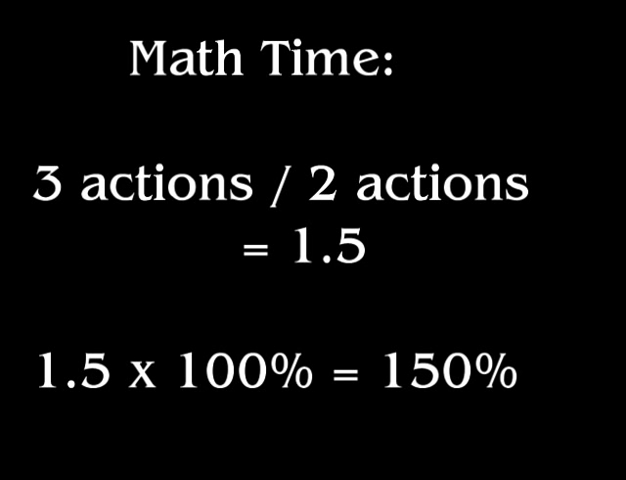 Math Time:
3 actions / 2 actions
= 1.5
1.5 x 100% = 150%